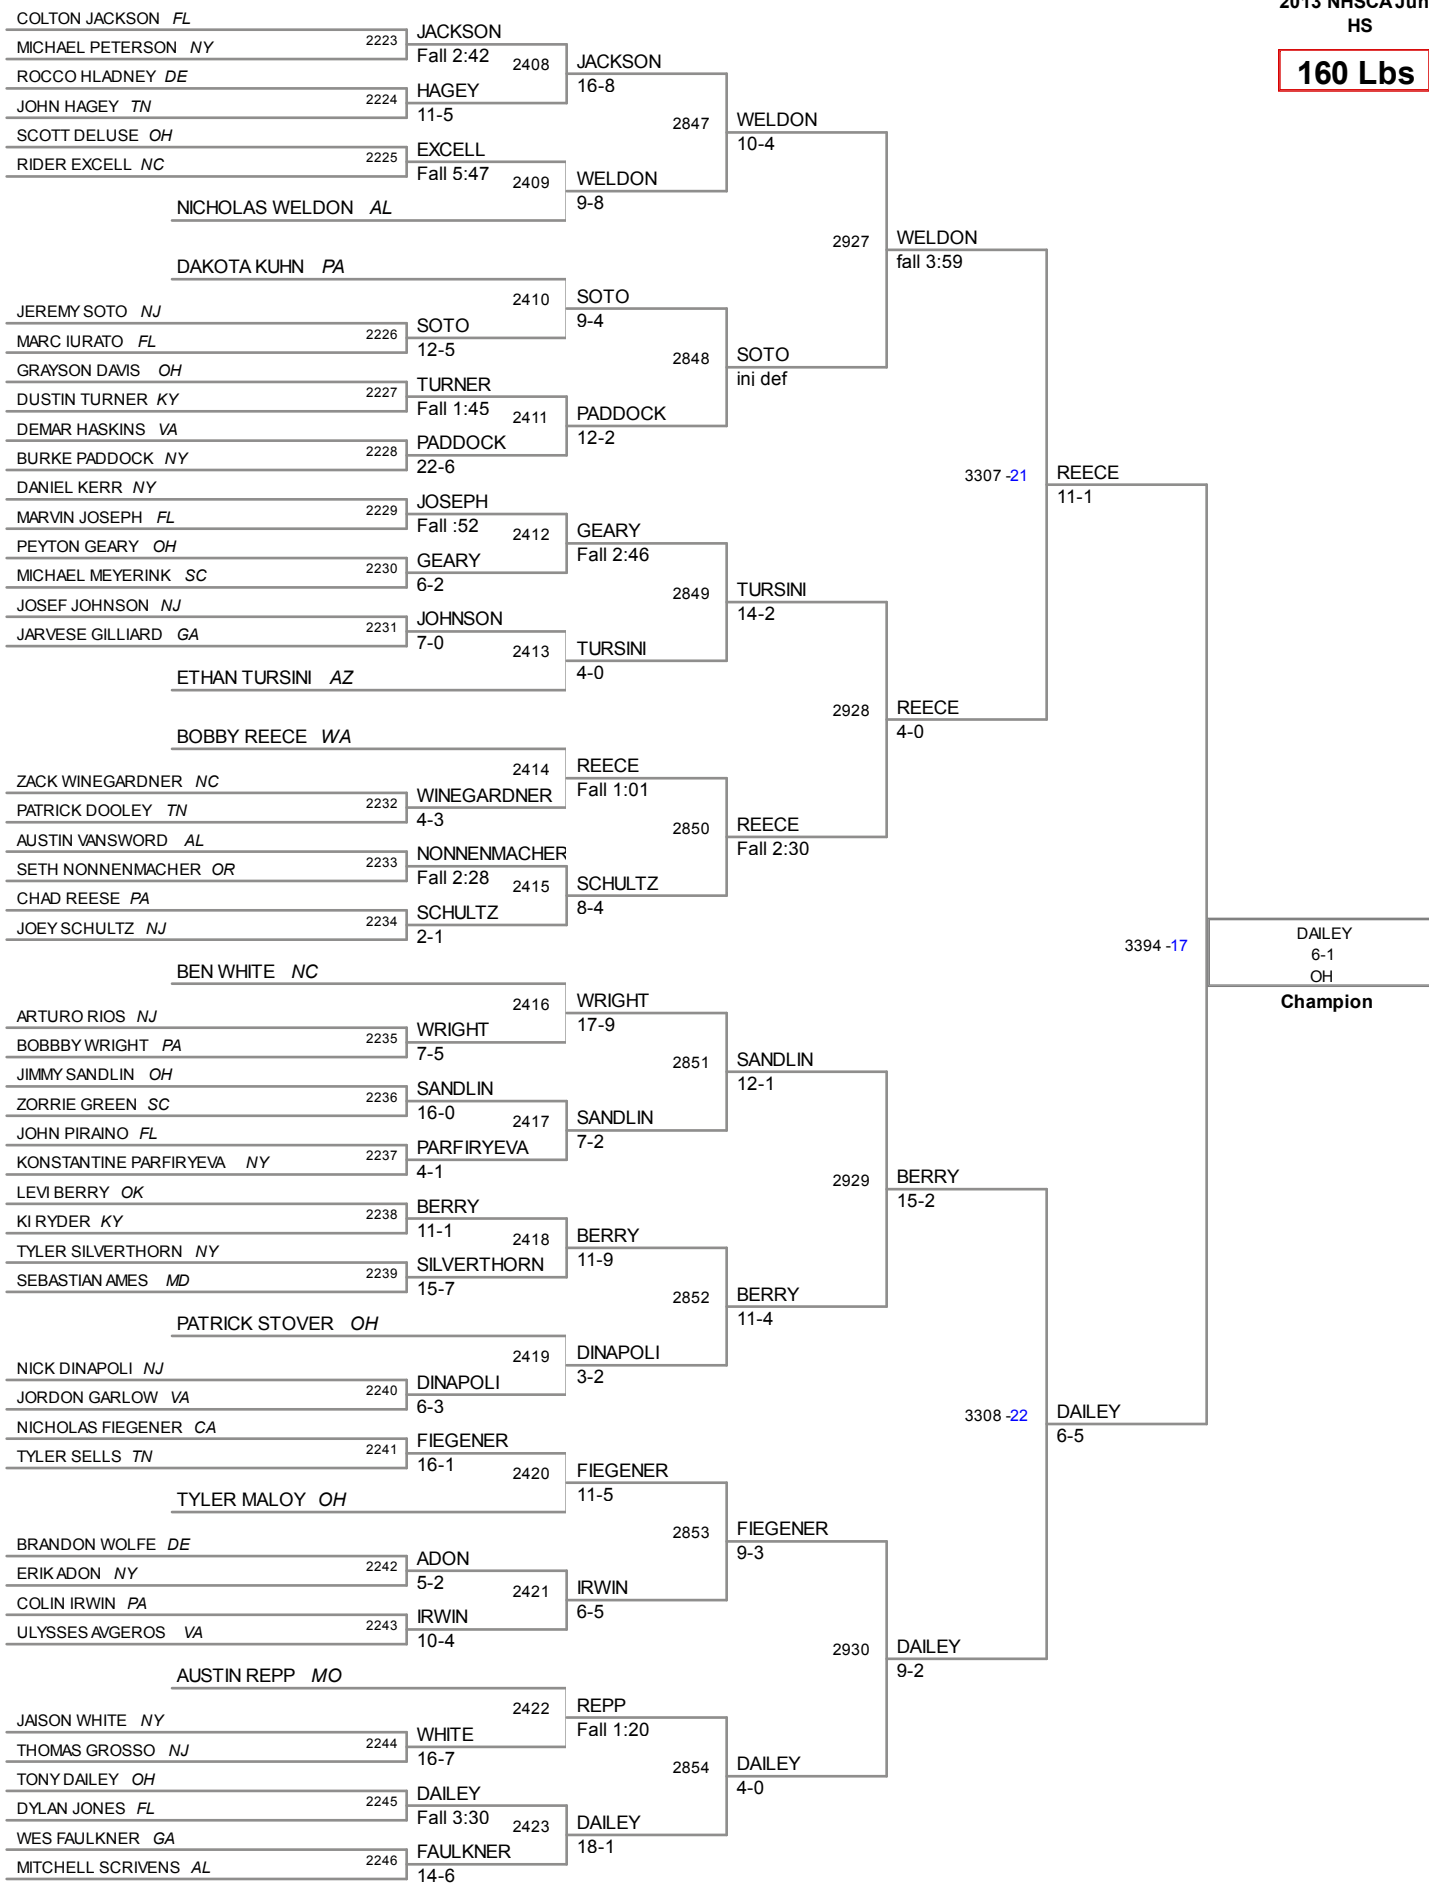 2013 NHSCA Jun
HS
160 Lbs
COLTON JACKSON FL
MICHAEL PETERSON NY
2223
JACKSON
Fall 2:42
ROCCO HLADNEY DE
JOHN HAGEY TN
2224
HAGEY
11-5
2408
JACKSON
16-8
SCOTT DELUSE OH
RIDER EXCELL NC
2225
EXCELL
Fall 5:47
NICHOLAS WELDON AL
2409
WELDON
9-8
2847
WELDON
10-4
DAKOTA KUHN PA
JEREMY SOTO NJ
MARC IURATO FL
2226
SOTO
12-5
2410
SOTO
9-4
GRAYSON DAVIS OH
DUSTIN TURNER KY
2227
TURNER
Fall 1:45
DEMAR HASKINS VA
BURKE PADDOCK NY
2228
PADDOCK
22-6
2411
PADDOCK
12-2
2848
SOTO
inj def
2927
WELDON
fall 3:59
DANIEL KERR NY
MARVIN JOSEPH FL
2229
JOSEPH
Fall :52
PEYTON GEARY OH
MICHAEL MEYERINK SC
2230
GEARY
6-2
2412
GEARY
Fall 2:46
JOSEF JOHNSON NJ
JARVESE GILLIARD GA
2231
JOHNSON
7-0
ETHAN TURSINI AZ
2413
TURSINI
4-0
2849
TURSINI
14-2
BOBBY REECE WA
ZACK WINEGARDNER NC
PATRICK DOOLEY TN
2232
WINEGARDNER
4-3
2414
REECE
Fall 1:01
AUSTIN VANSWORD AL
SETH NONNENMACHER OR
2233
NONNENMACHER
Fall 2:28
CHAD REESE PA
JOEY SCHULTZ NJ
2234
SCHULTZ
2-1
2415
SCHULTZ
8-4
2850
REECE
Fall 2:30
2928
REECE
4-0
3307 -21
REECE
11-1
BEN WHITE NC
ARTURO RIOS NJ
BOBBBY WRIGHT PA
2235
WRIGHT
7-5
2416
WRIGHT
17-9
JIMMY SANDLIN OH
ZORRIE GREEN SC
2236
SANDLIN
16-0
JOHN PIRAINO FL
KONSTANTINE PARFIRYEVA NY
2237
PARFIRYEVA
4-1
2417
SANDLIN
7-2
2851
SANDLIN
12-1
LEVI BERRY OK
KI RYDER KY
2238
BERRY
11-1
TYLER SILVERTHORN NY
SEBASTIAN AMES MD
2239
SILVERTHORN
15-7
2418
BERRY
11-9
PATRICK STOVER OH
NICK DINAPOLI NJ
JORDON GARLOW VA
2240
DINAPOLI
6-3
2419
DINAPOLI
3-2
2852
BERRY
11-4
2929
BERRY
15-2
NICHOLAS FIEGENER CA
TYLER SELLS TN
2241
FIEGENER
16-1
TYLER MALOY OH
2420
FIEGENER
11-5
BRANDON WOLFE DE
ERIK ADON NY
2242
ADON
5-2
COLIN IRWIN PA
ULYSSES AVGEROS VA
2243
IRWIN
10-4
2421
IRWIN
6-5
2853
FIEGENER
9-3
AUSTIN REPP MO
JAISON WHITE NY
THOMAS GROSSO NJ
2244
WHITE
16-7
2422
REPP
Fall 1:20
TONY DAILEY OH
DYLAN JONES FL
2245
DAILEY
Fall 3:30
WES FAULKNER GA
MITCHELL SCRIVENS AL
2246
FAULKNER
14-6
2423
DAILEY
18-1
2854
DAILEY
4-0
2930
DAILEY
9-2
3308 -22
DAILEY
6-5
3394 -17
DAILEY
6-1
OH
Champion